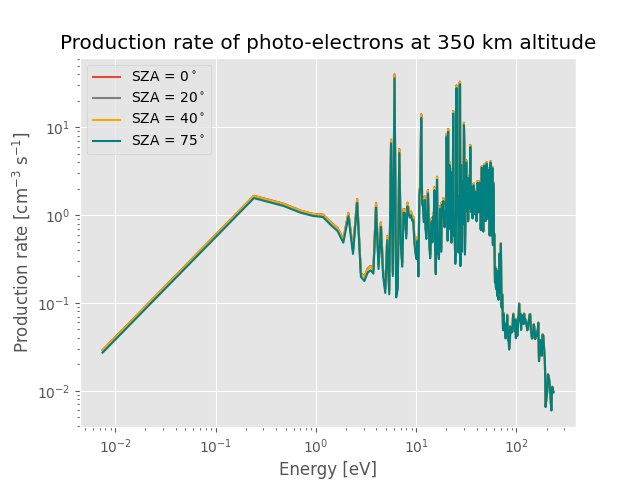 Production rate of photo-electrons at 350 km altitude
SZA = 0°
SZA = 20°
SZA = 40°
SZA = 75°
Production rate [cm⁻³ s⁻¹]
10¹
10⁰
10⁻¹
10⁻²
10⁻² 10⁻¹ 10⁰ 10¹ 10²
Energy [eV]